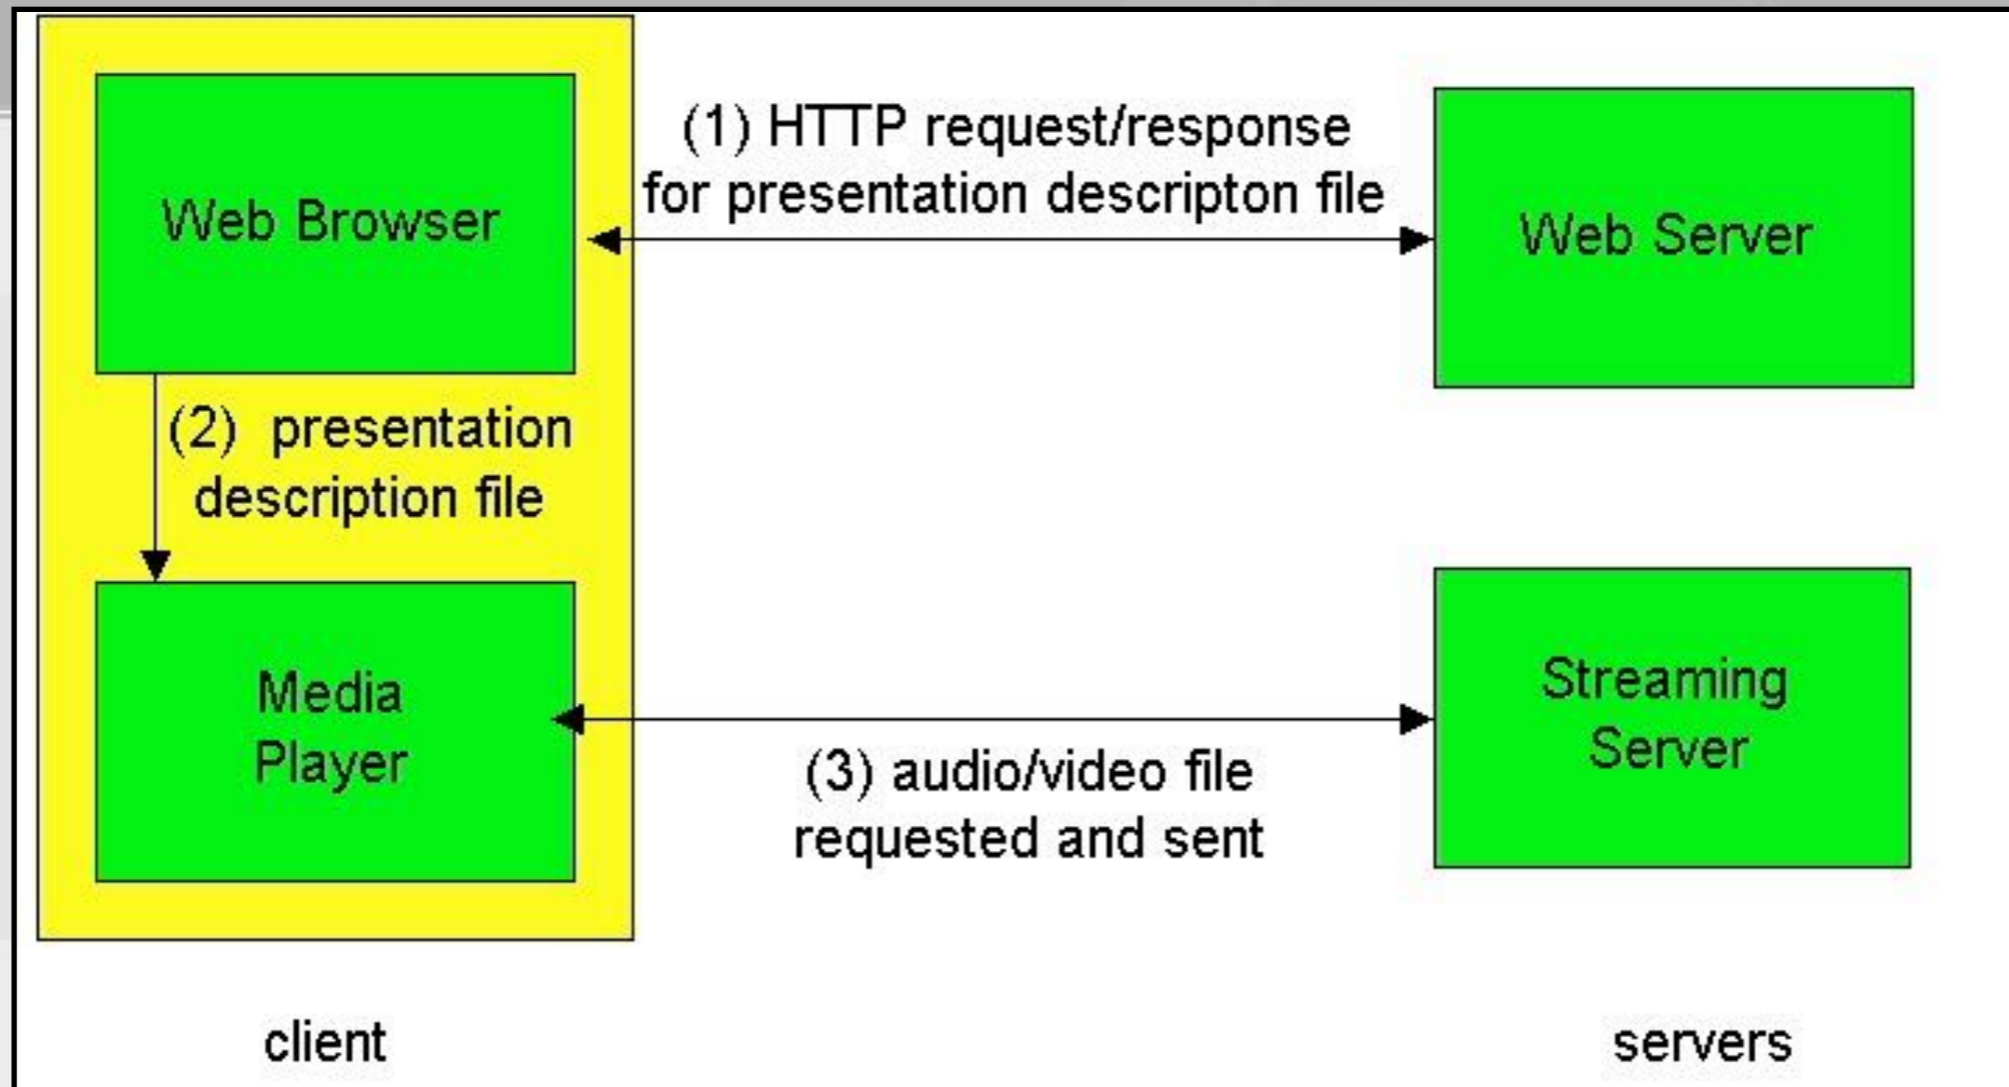 Web Browser
(1) HTTP request/response
for presentation descripton file
Web Server
(2) presentation
description file
Media
Player
(3) audio/video file
requested and sent
Streaming
Server
client
servers